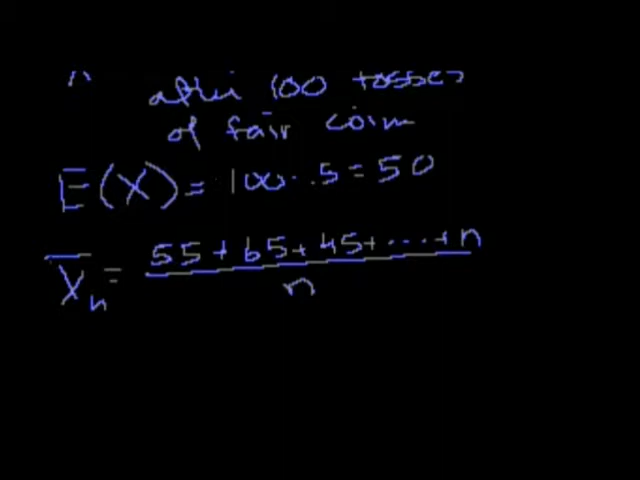 after 100 tosses
of fair coin
E(X) = 100 · .5 = 50
X̅ₙ = 55 + 65 + 45 + ... + n
n